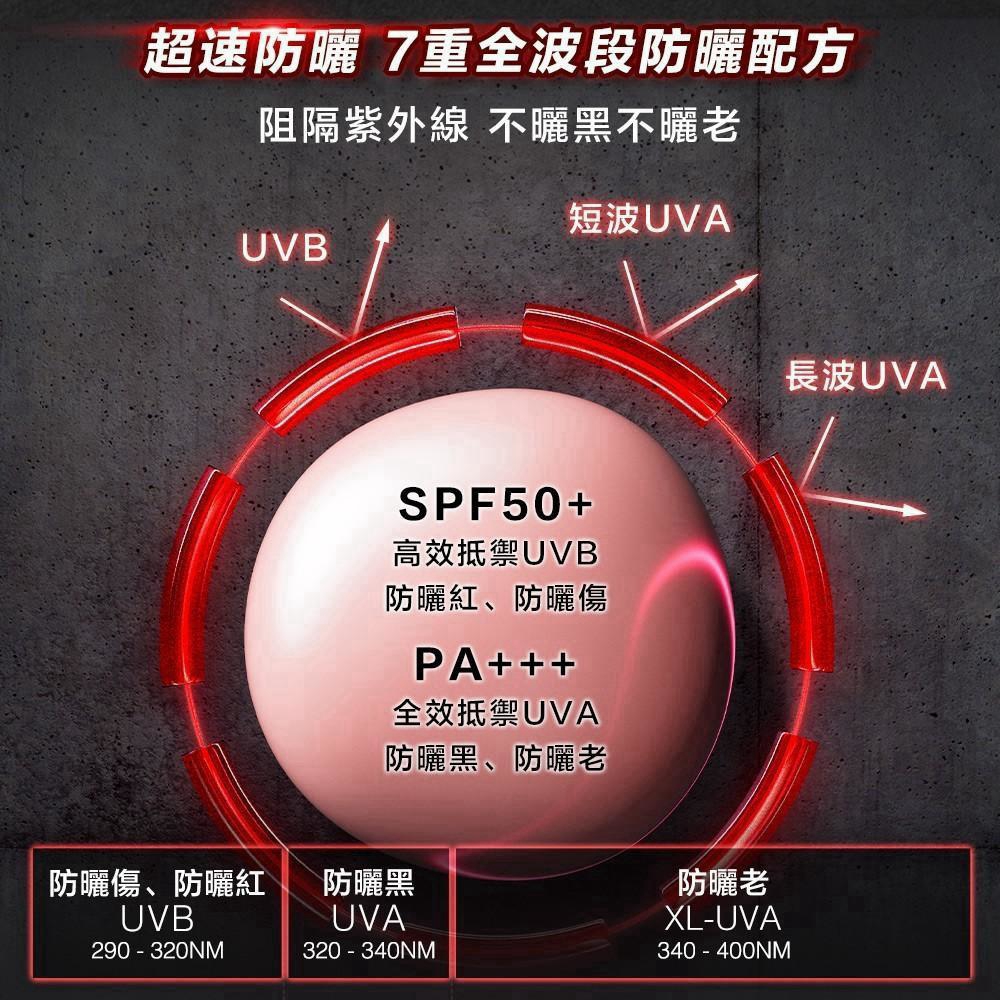 超速防曬 7重全波段防曬配方
阻隔紫外線 不曬黑不曬老
UVB
短波UVA
長波UVA
SPF50+
高效抵禦UVB
防曬紅、防曬傷
PA+++
全效抵禦UVA
防曬黑、防曬老
防曬傷、防曬紅
UVB
290 - 320NM
防曬黑
UVA
320 - 340NM
防曬老
XL-UVA
340 - 400NM